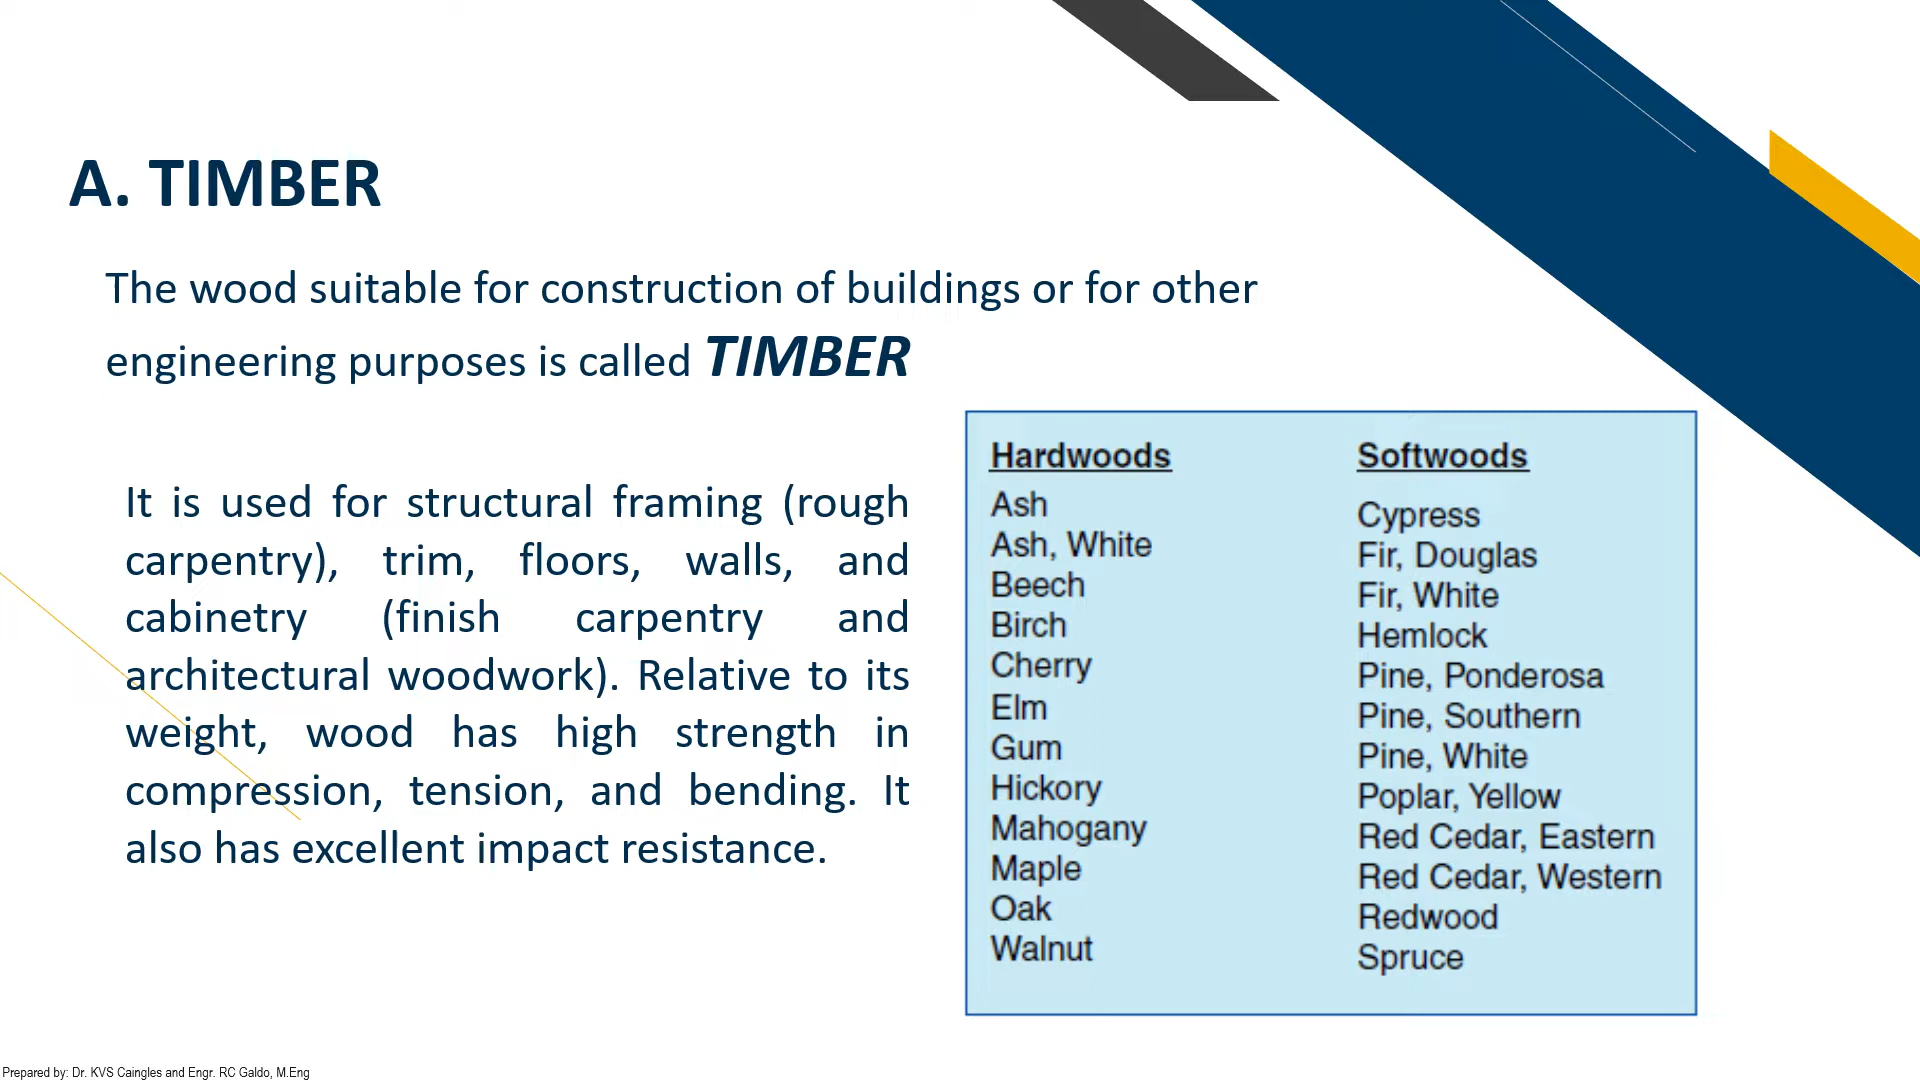 A. TIMBER
The wood suitable for construction of buildings or for other
engineering purposes is called TIMBER
It is used for structural framing (rough
carpentry), trim, floors, walls, and
cabinetry (finish carpentry and
architectural woodwork). Relative to its
weight, wood has high strength in
compression, tension, and bending. It
also has excellent impact resistance.
Hardwoods
Ash
Ash, White
Beech
Birch
Cherry
Elm
Gum
Hickory
Mahogany
Maple
Oak
Walnut
Softwoods
Cypress
Fir, Douglas
Fir, White
Hemlock
Pine, Ponderosa
Pine, Southern
Pine, White
Poplar, Yellow
Red Cedar, Eastern
Red Cedar, Western
Redwood
Spruce
Prepared by: Dr. KVS Caingles and Engr. RC Galdo, M.Eng